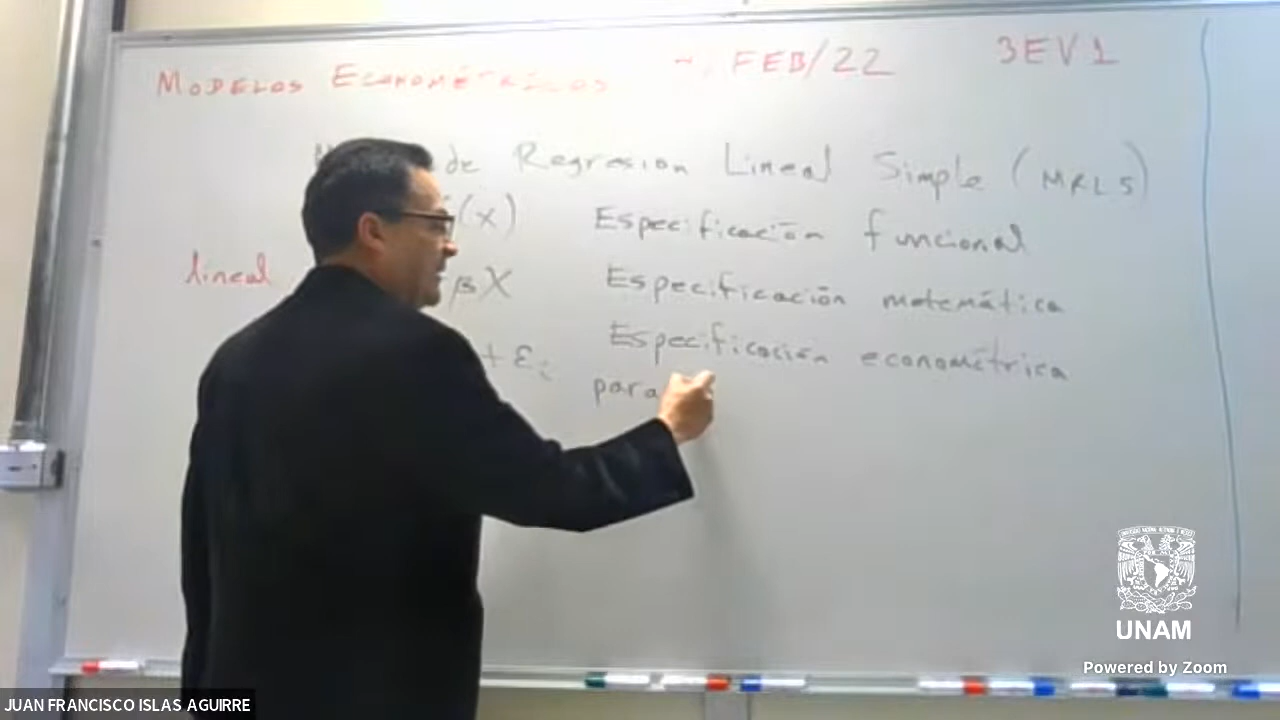 MODELOS ECONOMÉTRICOS FEB/22 3EV1
de Regresion Lineal Simple (MRLS)
(x) Especificación funcional
lineal βX Especificación matemática
+ εi Especificación econométrica
para
UNAM
Powered by Zoom
JUAN FRANCISCO ISLAS AGUIRRE